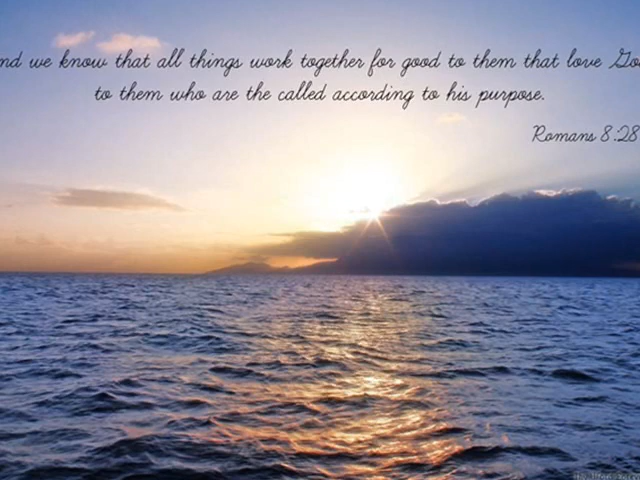 nd we know that all things work together for good to them that love Go
to them who are the called according to his purpose.
Romans 8:28